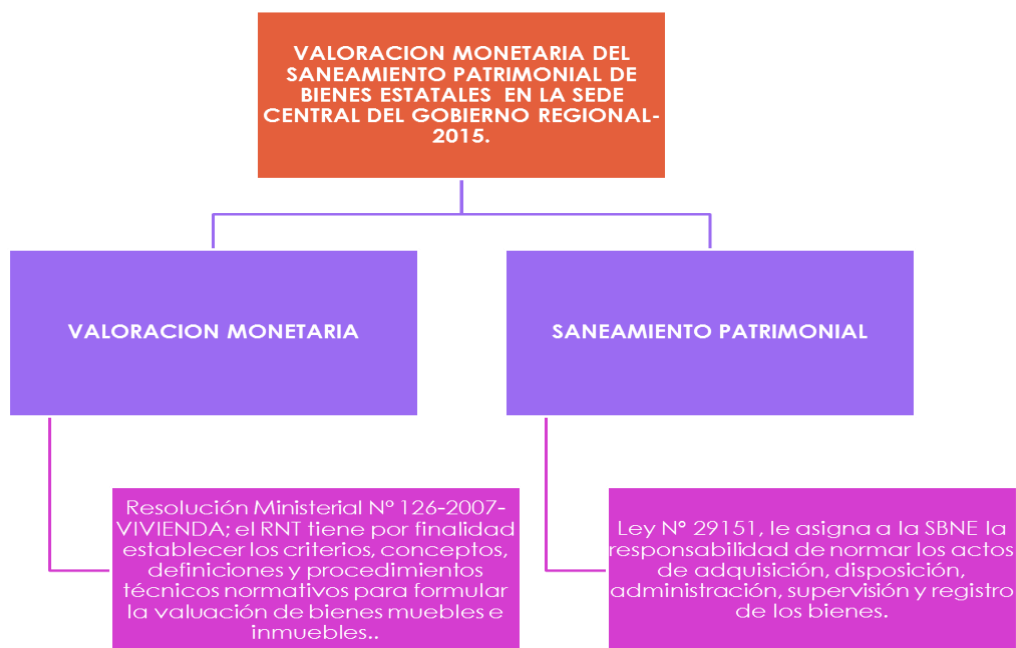 VALORACION MONETARIA DEL
SANEAMIENTO PATRIMONIAL DE
BIENES ESTATALES EN LA SEDE
CENTRAL DEL GOBIERNO REGIONAL-
2015.
VALORACION MONETARIA
SANEAMIENTO PATRIMONIAL
Resolución Ministerial Nº 126-2007-
VIVIENDA; el RNT tiene por finalidad
establecer los criterios, conceptos,
definiciones y procedimientos
técnicos normativos para formular
la valuación de bienes muebles e
inmuebles..
Ley Nº 29151, le asigna a la SBNE la
responsabilidad de normar los actos
de adquisición, disposición,
administración, supervisión y registro
de los bienes.